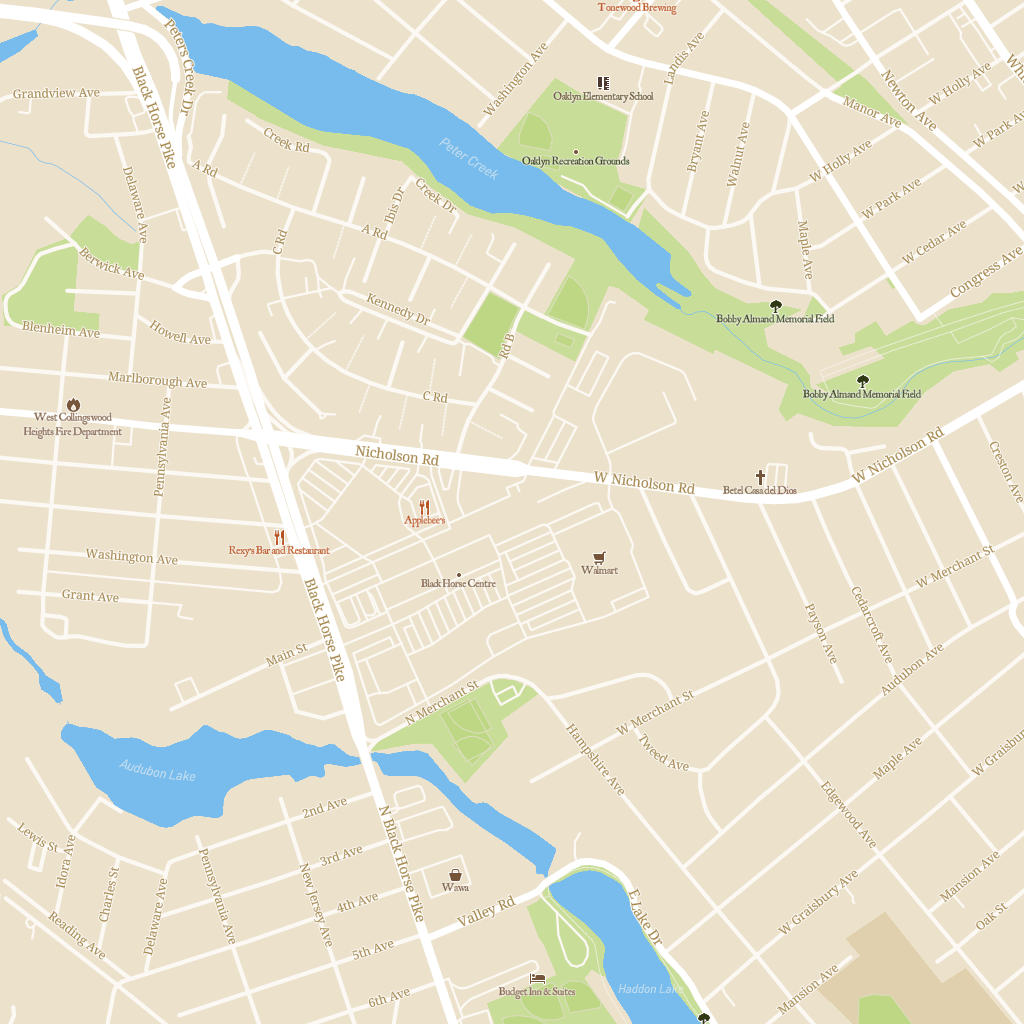 Tonewood Brewing
Peters Creek Dr
Black Horse Pike
Washington Ave
Landis Ave
Newton Ave
Wh
W Holly Ave
Grandview Ave
Oaklyn Elementary School
Manor Ave
W Park Ave
Creek Rd
Peter Creek
Bryant Ave
Walnut Ave
Oaklyn Recreation Grounds
W Holly Ave
A Rd
Delaware Ave
Ibis Dr
Creek Dr
W Park Ave
W
C Rd
A Rd
Maple Ave
W Cedar Ave
Berwick Ave
Congress Ave
Kennedy Dr
Bobby Almand Memorial Field
Blenheim Ave
Howell Ave
Rd B
Marlborough Ave
C Rd
Bobby Almand Memorial Field
West Collingswood
Heights Fire Department
Pennsylvania Ave
Nicholson Rd
W Nicholson Rd
W Nicholson Rd
Creston Ave
Betel Casa del Dios
Applebee's
Rexy's Bar and Restaurant
Washington Ave
Walmart
Black Horse Centre
W Merchant St
Grant Ave
Black Horse Pike
Payson Ave
Cedarcroft Ave
Main St
Audubon Ave
N Merchant St
W Merchant St
Hampshire Ave
Tweed Ave
Maple Ave
W Graisbury
Audubon Lake
Edgewood Ave
2nd Ave
N Black Horse Pike
Lewis St
Idora Ave
3rd Ave
Charles St
Pennsylvania Ave
New Jersey Ave
Wawa
Mansion Ave
W Graisbury Ave
4th Ave
Delaware Ave
Valley Rd
E Lake Dr
Oak St
Reading Ave
5th Ave
Mansion Ave
6th Ave
Budget Inn & Suites
Haddon Lake